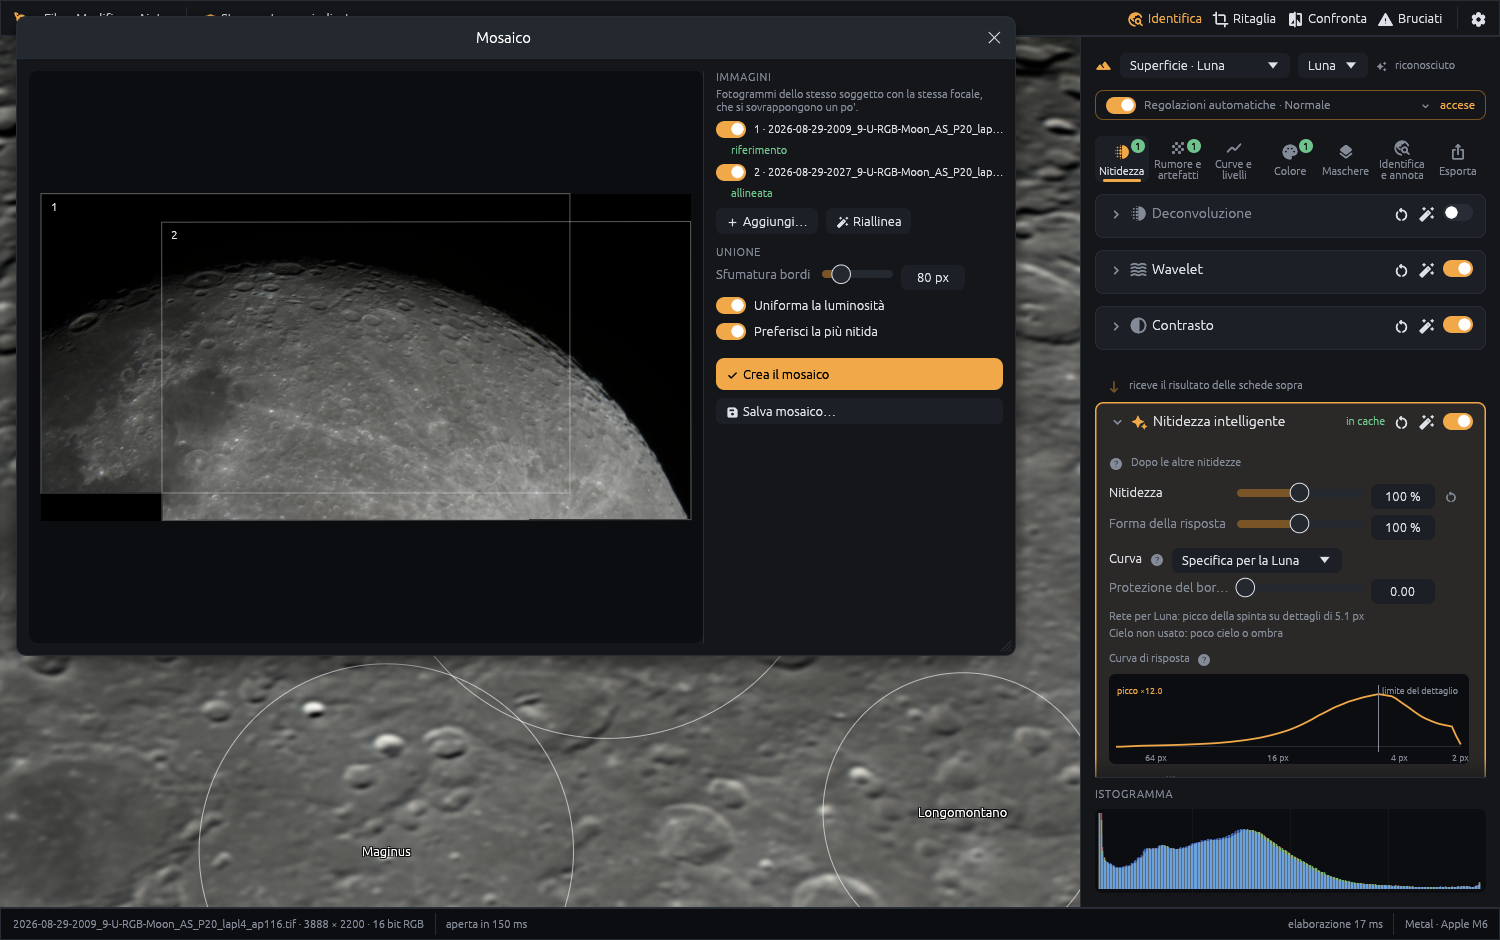 Mosaico
1
2
IMMAGINI
Fotogrammi dello stesso soggetto con la stessa focale,
che si sovrappongono un po'.
1 · 2026-08-29-2009_9-U-RGB-Moon_AS_P20_lap...
riferimento
2 · 2026-08-29-2027_9-U-RGB-Moon_AS_P20_lap...
allineata
+ Aggiungi...
Riallinea
UNIONE
Sfumatura bordi
80 px
Uniforma la luminosità
Preferisci la più nitida
Crea il mosaico
Salva mosaico...
Maginus
Longomontano
Identifica
Ritaglia
Confronta
Bruciati
Superficie · Luna
Luna
riconosciuto
Regolazioni automatiche · Normale
accese
Nitidezza
1
Rumore e
artefatti
1
Curve e
livelli
Colore
1
Maschere
Identifica
e annota
Esporta
Deconvoluzione
Wavelet
Contrasto
riceve il risultato delle schede sopra
Nitidezza intelligente
in cache
? Dopo le altre nitidezze
Nitidezza
100 %
Forma della risposta
100 %
Curva ?
Specifica per la Luna
Protezione del bor...
0.00
Rete per Luna: picco della spinta su dettagli di 5.1 px
Cielo non usato: poco cielo o ombra
Curva di risposta ?
picco ×12.0
limite del dettaglio
64 px
16 px
4 px
2 px
ISTOGRAMMA
2026-08-29-2009_9-U-RGB-Moon_AS_P20_lapl4_ap116.tif · 3888 × 2200 · 16 bit RGB
aperta in 150 ms
elaborazione 17 ms
Metal · Apple M6